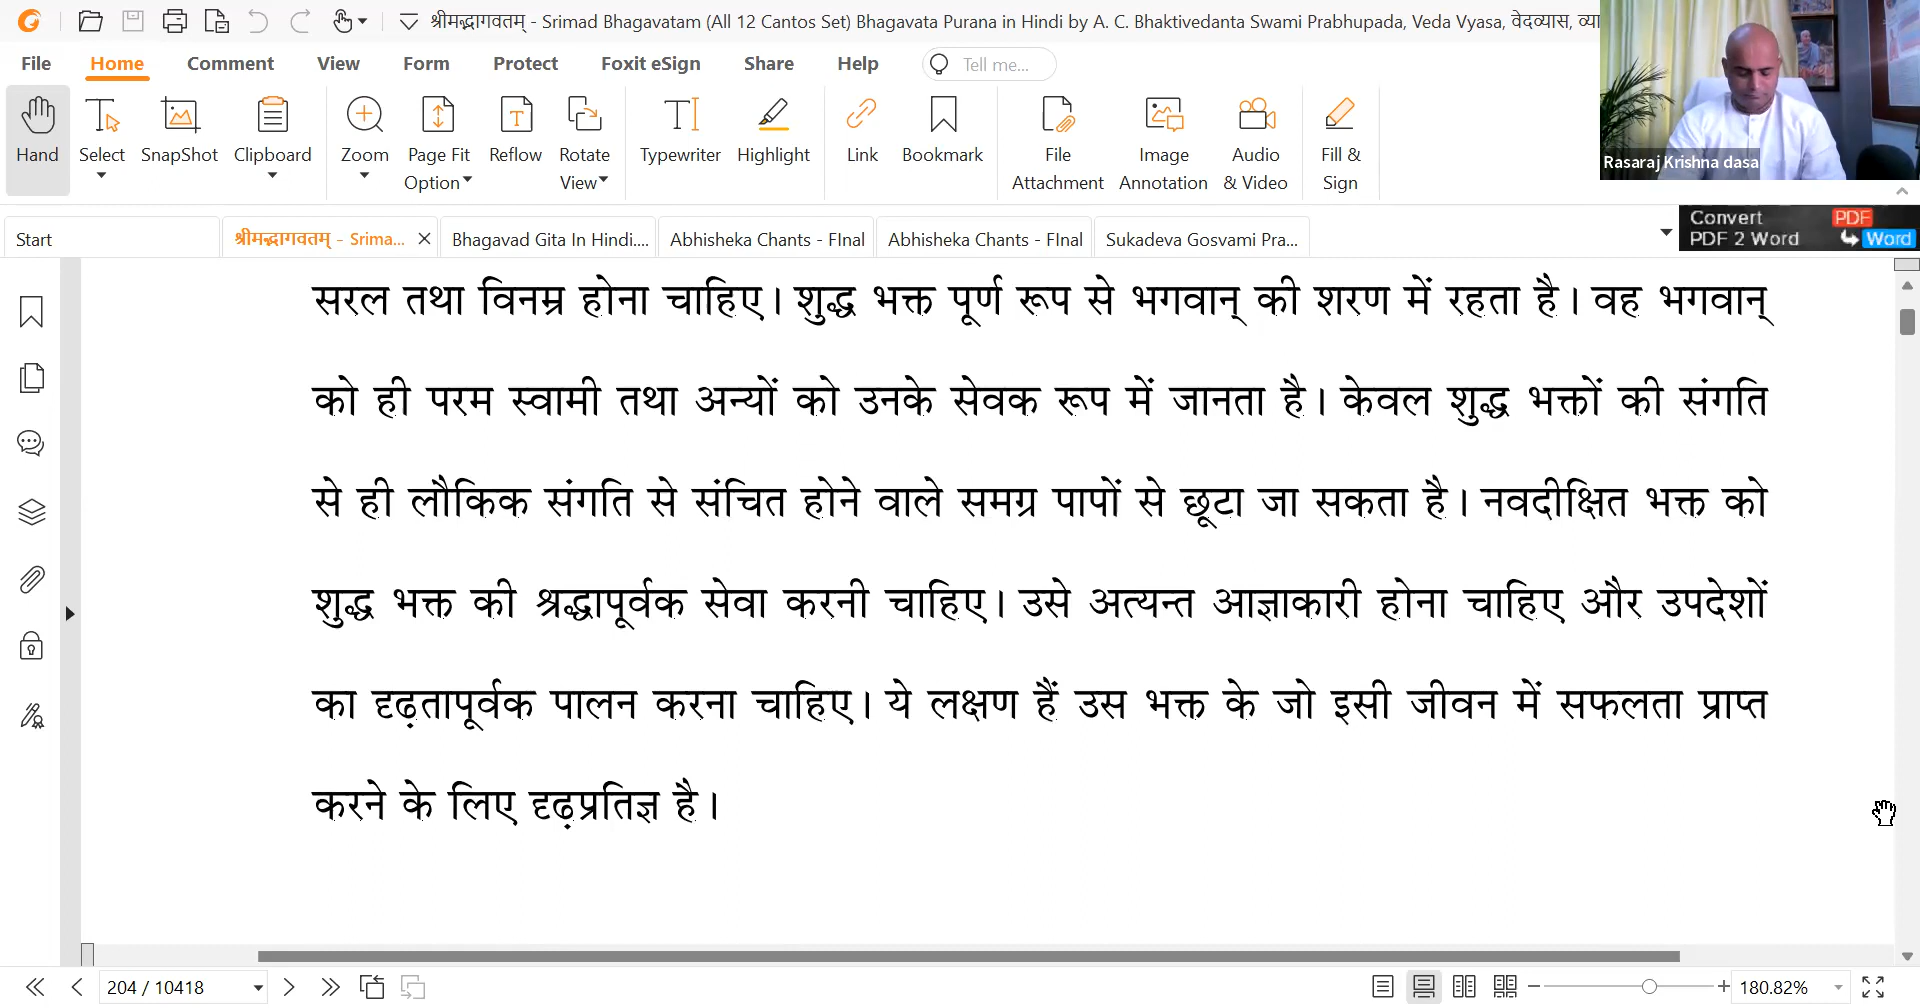 श्रीमद्भागवतम् - Srimad Bhagavatam (All 12 Cantos Set) Bhagavata Purana in Hindi by A. C. Bhaktivedanta Swami Prabhupada, Veda Vyasa, वेदव्यास, व्या
File Home Comment View Form Protect Foxit eSign Share Help Tell me...
Hand Select SnapShot Clipboard Zoom Page Fit Option Reflow Rotate View Typewriter Highlight Link Bookmark File Attachment Image Annotation Audio & Video Fill & Sign
Rasaraj Krishna dasa
Start श्रीमद्भागवतम् - Srima... Bhagavad Gita In Hindi.... Abhisheka Chants - FInal Abhisheka Chants - FInal Sukadeva Gosvami Pra...
Convert PDF
PDF 2 Word Word
सरल तथा विनम्र होना चाहिए। शुद्ध भक्त पूर्ण रूप से भगवान् की शरण में रहता है। वह भगवान्
को ही परम स्वामी तथा अन्यों को उनके सेवक रूप में जानता है। केवल शुद्ध भक्तों की संगति
से ही लौकिक संगति से संचित होने वाले समग्र पापों से छूटा जा सकता है। नवदीक्षित भक्त को
शुद्ध भक्त की श्रद्धापूर्वक सेवा करनी चाहिए। उसे अत्यन्त आज्ञाकारी होना चाहिए और उपदेशों
का दृढ़तापूर्वक पालन करना चाहिए। ये लक्षण हैं उस भक्त के जो इसी जीवन में सफलता प्राप्त
करने के लिए दृढ़प्रतिज्ञ है।
204 / 10418 180.82%